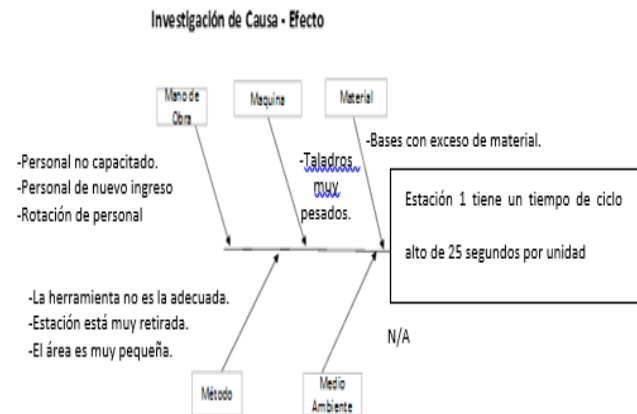 Investigación de Causa - Efecto
Mano de
Obra
Maquina
Material
-Bases con exceso de material.
-Personal no capacitado.
-Personal de nuevo ingreso
-Rotación de personal
-Taladros
muy
pesados.
Estación 1 tiene un tiempo de ciclo
alto de 25 segundos por unidad
-La herramienta no es la adecuada.
-Estación está muy retirada.
-El área es muy pequeña.
N/A
Método
Medio
Ambiente